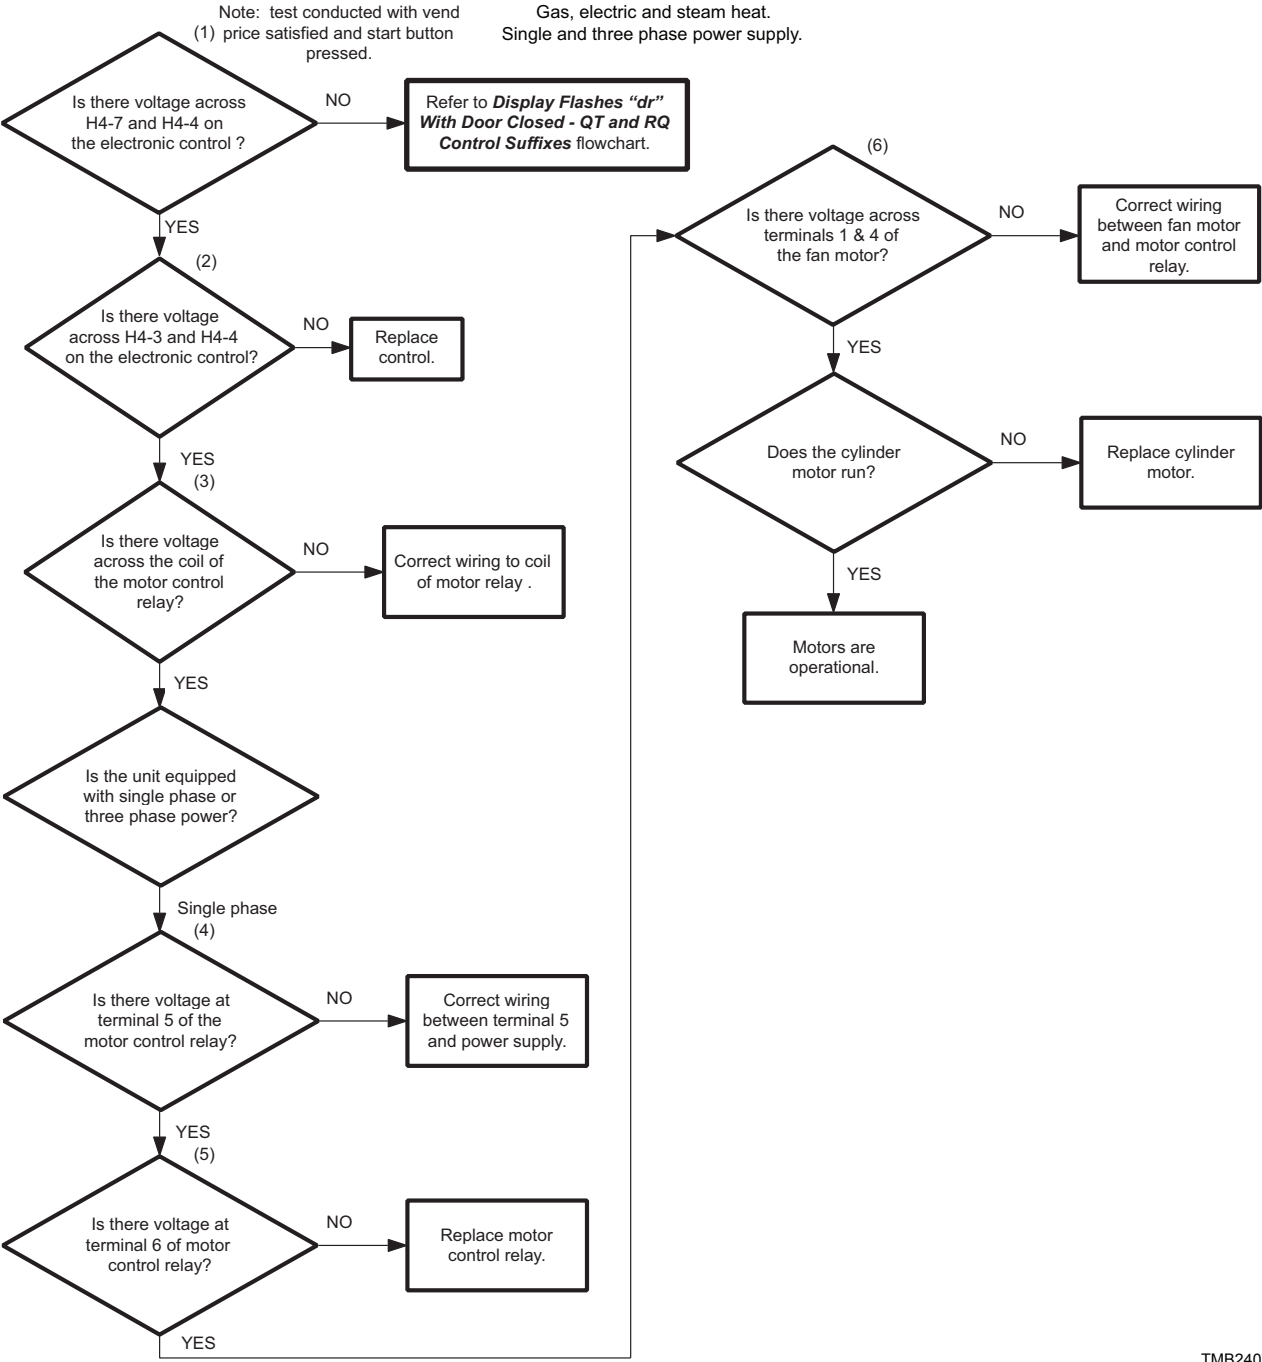 Note: test conducted with vend
(1) price satisfied and start button
pressed.
Gas, electric and steam heat.
Single and three phase power supply.
Is there voltage across
H4-7 and H4-4 on
the electronic control ?
NO
Refer to Display Flashes “dr”
With Door Closed - QT and RQ
Control Suffixes flowchart.
YES
(2)
Is there voltage
across H4-3 and H4-4
on the electronic control?
NO
Replace
control.
YES
(3)
Is there voltage
across the coil of
the motor control
relay?
NO
Correct wiring to coil
of motor relay .
YES
Is the unit equipped
with single phase or
three phase power?
Single phase
(4)
Is there voltage at
terminal 5 of the
motor control relay?
NO
Correct wiring
between terminal 5
and power supply.
YES
(5)
Is there voltage at
terminal 6 of motor
control relay?
NO
Replace motor
control relay.
YES
(6)
Is there voltage across
terminals 1 & 4 of
the fan motor?
NO
Correct wiring
between fan motor
and motor control
relay.
YES
Does the cylinder
motor run?
NO
Replace cylinder
motor.
YES
Motors are
operational.